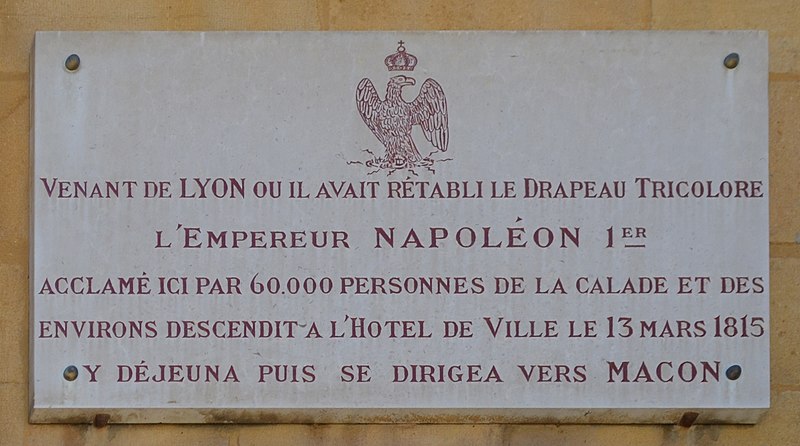 VENANT DE LYON OU IL AVAIT RÉTABLI LE DRAPEAU TRICOLORE
L'EMPEREUR NAPOLÉON 1ER
ACCLAMÉ ICI PAR 60.000 PERSONNES DE LA CALADE ET DES
ENVIRONS DESCENDIT A L'HOTEL DE VILLE LE 13 MARS 1815
Y DÉJEUNA PUIS SE DIRIGEA VERS MACON